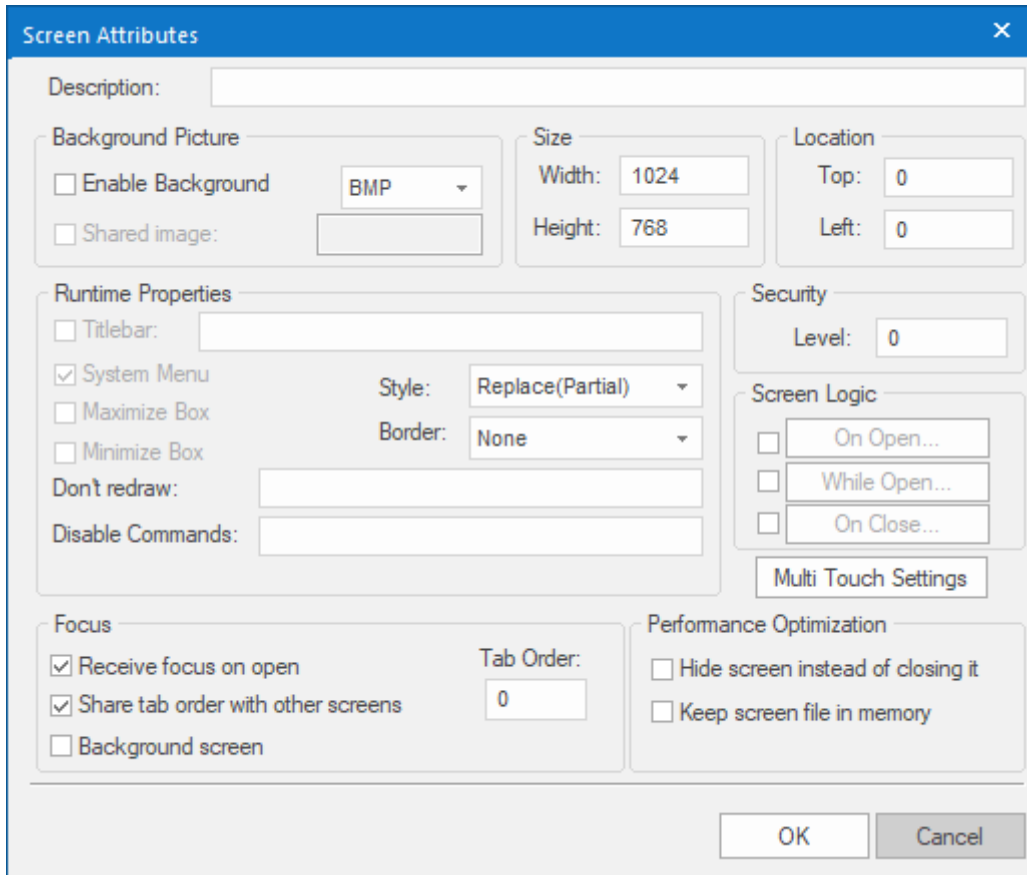 Screen Attributes
Description:
Background Picture
Enable Background
BMP
Shared image:
Size
Width: 1024
Height: 768
Location
Top: 0
Left: 0
Runtime Properties
Titlebar:
System Menu
Maximize Box
Minimize Box
Style: Replace(Partial)
Border: None
Don't redraw:
Disable Commands:
Security
Level: 0
Screen Logic
On Open...
While Open...
On Close...
Multi Touch Settings
Focus
Receive focus on open
Share tab order with other screens
Background screen
Tab Order:
0
Performance Optimization
Hide screen instead of closing it
Keep screen file in memory
OK
Cancel